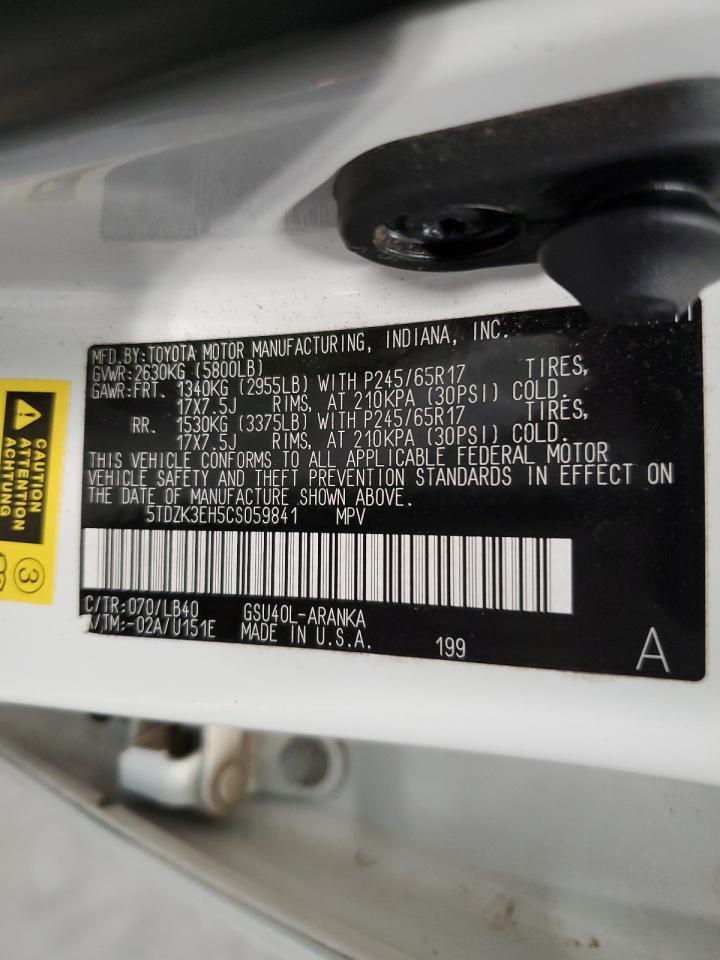 MFD.BY:TOYOTA MOTOR MANUFACTURING, INDIANA, INC.
GVWR:2630KG (5800LB)
GAWR:FRT. 1340KG (2955LB) WITH P245/65R17 TIRES,
17X7.5J RIMS, AT 210KPA (30PSI) COLD.
RR. 1530KG (3375LB) WITH P245/65R17 TIRES,
17X7.5J RIMS, AT 210KPA (30PSI) COLD.
THIS VEHICLE CONFORMS TO ALL APPLICABLE FEDERAL MOTOR
VEHICLE SAFETY AND THEFT PREVENTION STANDARDS IN EFFECT ON
THE DATE OF MANUFACTURE SHOWN ABOVE.
5TDZK3EH5CS059841 MPV
C/TR:070/LB40 GSU40L-ARANKA
/TM:-02A/U151E MADE IN U.S.A. 199 A
CAUTION
ATTENTION
ACHTUNG
3